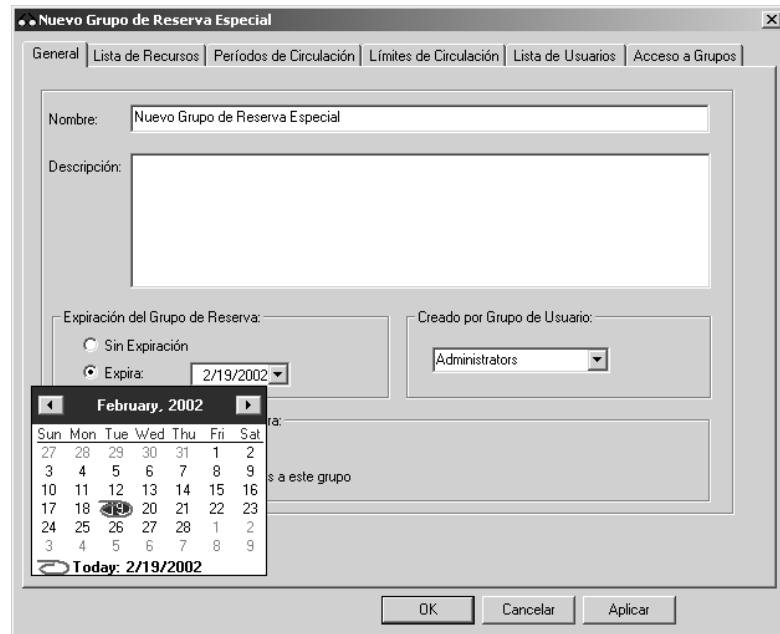 Nuevo Grupo de Reserva Especial
General Lista de Recursos Períodos de Circulación Límites de Circulación Lista de Usuarios Acceso a Grupos
Nombre: Nuevo Grupo de Reserva Especial
Descripción:
Expiración del Grupo de Reserva:
Sin Expiración
Expira: 2/19/2002
Creado por Grupo de Usuario:
Administrators
February, 2002
Sun Mon Tue Wed Thu Fri Sat
27 28 29 30 31 1 2
3 4 5 6 7 8 9
10 11 12 13 14 15 16
17 18 19 20 21 22 23
24 25 26 27 28 1 2
3 4 5 6 7 8 9
Today: 2/19/2002
ra:
s a este grupo
OK Cancelar Aplicar